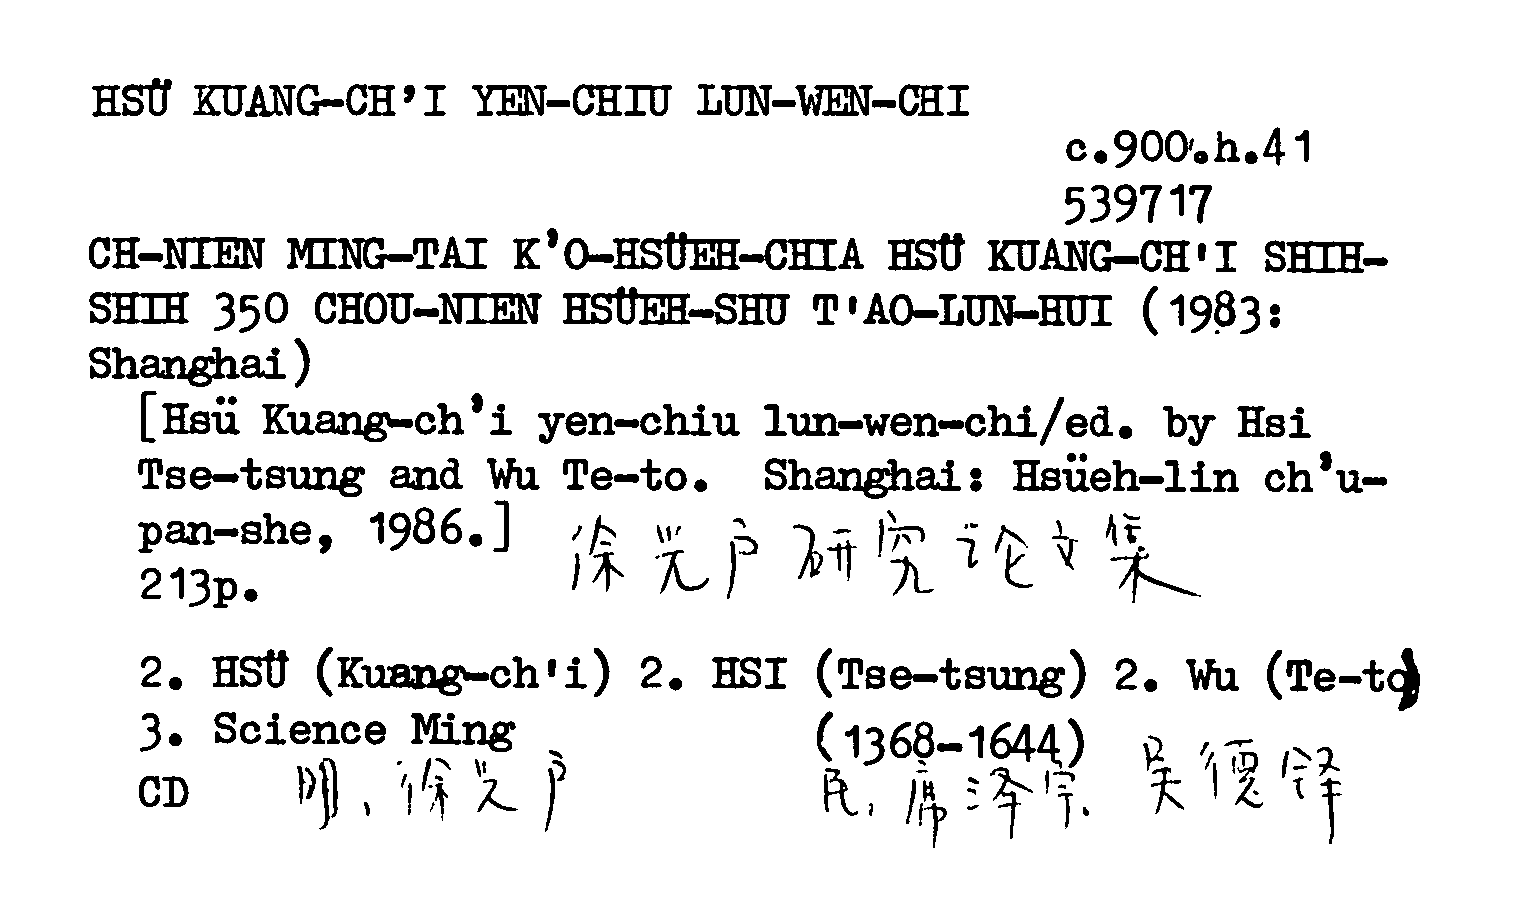 HSÜ KUANG-CH'I YEN-CHIU LUN-WEN-CHI
c.900.h.41
539717
CH-NIEN MING-TAI K'O-HSÜEH-CHIA HSÜ KUANG-CH'I SHIH-
SHIH 350 CHOU-NIEN HSÜEH-SHU T'AO-LUN-HUI (1983:
Shanghai)
[Hsü Kuang-ch'i yen-chiu lun-wen-chi/ed. by Hsi
Tse-tsung and Wu Te-to. Shanghai: Hsüeh-lin ch'u-
pan-she, 1986.] 徐光户研究论文集
213p.
2. HSÜ (Kuang-ch'i) 2. HSI (Tse-tsung) 2. Wu (Te-to)
3. Science Ming (1368-1644)
CD 明、徐光户 民、席泽宗、吴德铎